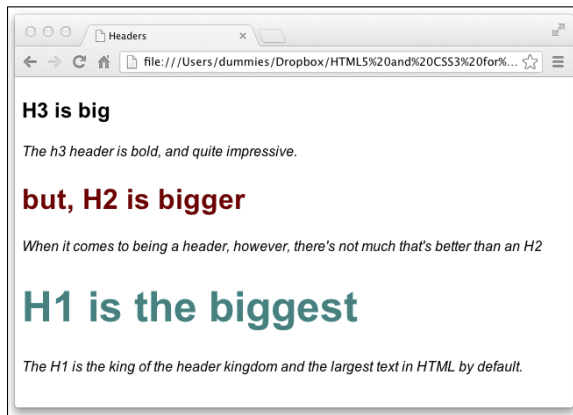 Headers
file:///Users/dummies/Dropbox/HTML5%20and%20CSS3%20for%...
H3 is big
The h3 header is bold, and quite impressive.
but, H2 is bigger
When it comes to being a header, however, there's not much that's better than an H2
H1 is the biggest
The H1 is the king of the header kingdom and the largest text in HTML by default.